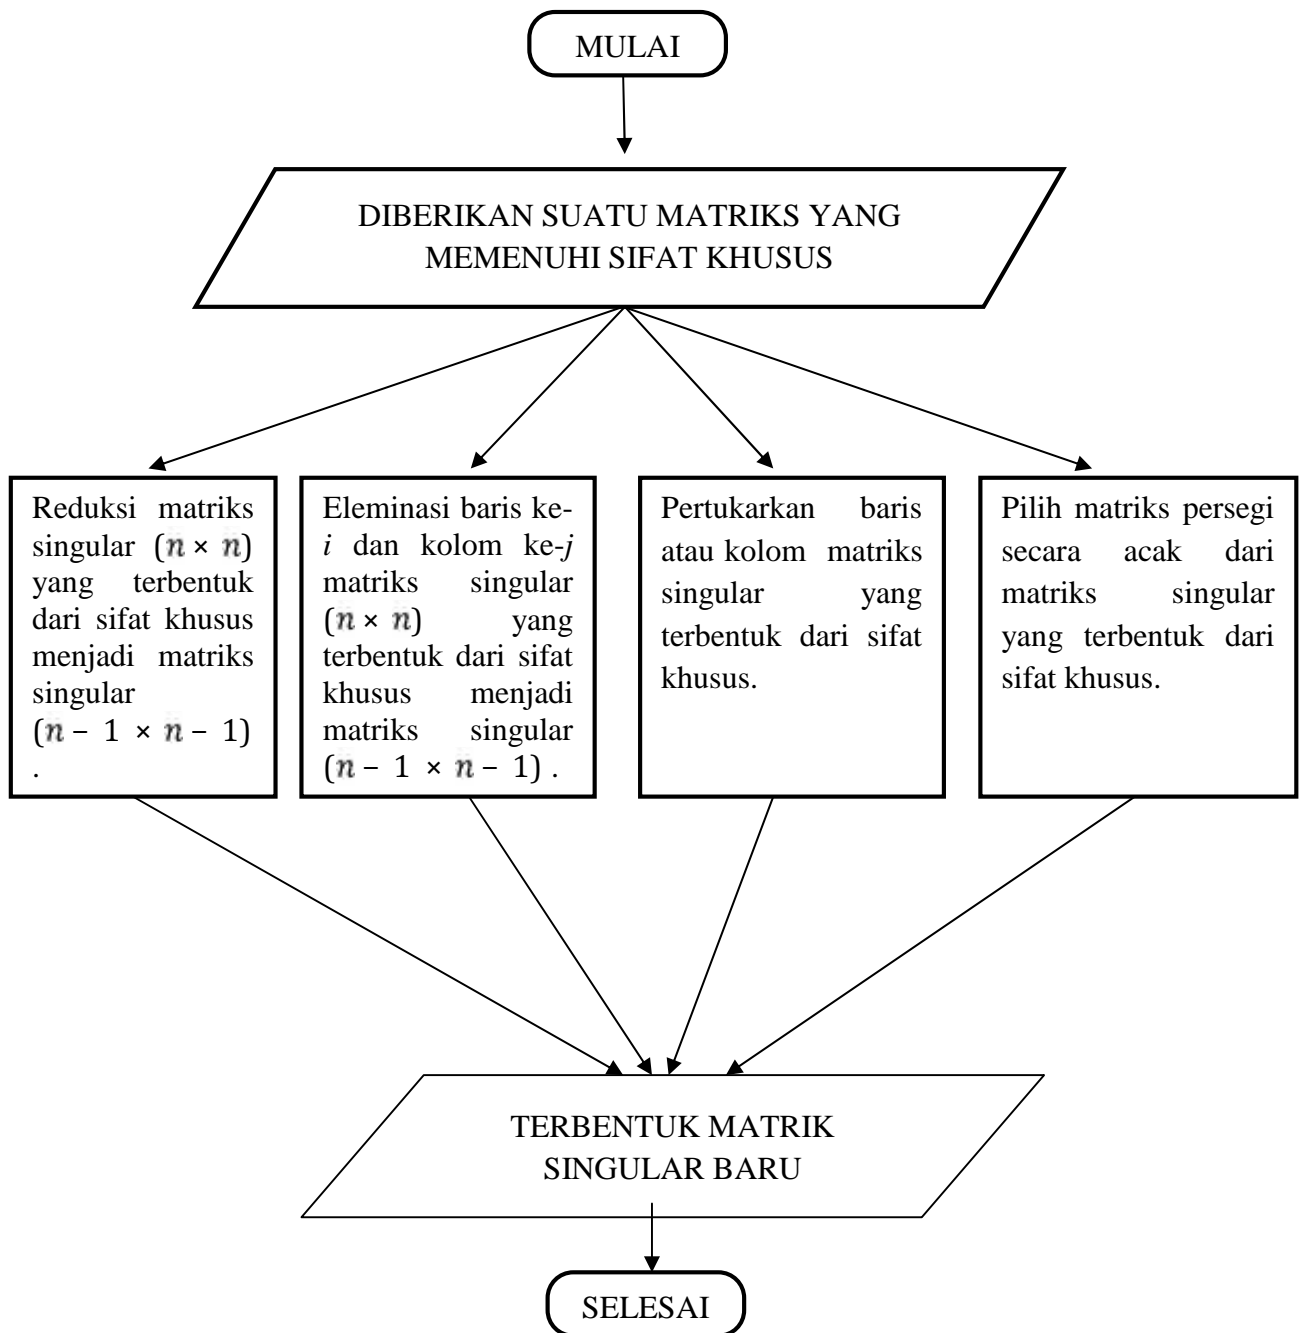 MULAI
DIBERIKAN SUATU MATRIKS YANG
MEMENUHI SIFAT KHUSUS
Reduksi matriks
singular (n × n)
yang terbentuk
dari sifat khusus
menjadi matriks
singular
(n – 1 × n – 1)
.
Eleminasi baris ke-
i dan kolom ke-j
matriks singular
(n × n) yang
terbentuk dari sifat
khusus menjadi
matriks singular
(n – 1 × n – 1) .
Pertukarkan baris
atau kolom matriks
singular yang
terbentuk dari sifat
khusus.
Pilih matriks persegi
secara acak dari
matriks singular
yang terbentuk dari
sifat khusus.
TERBENTUK MATRIK
SINGULAR BARU
SELESAI